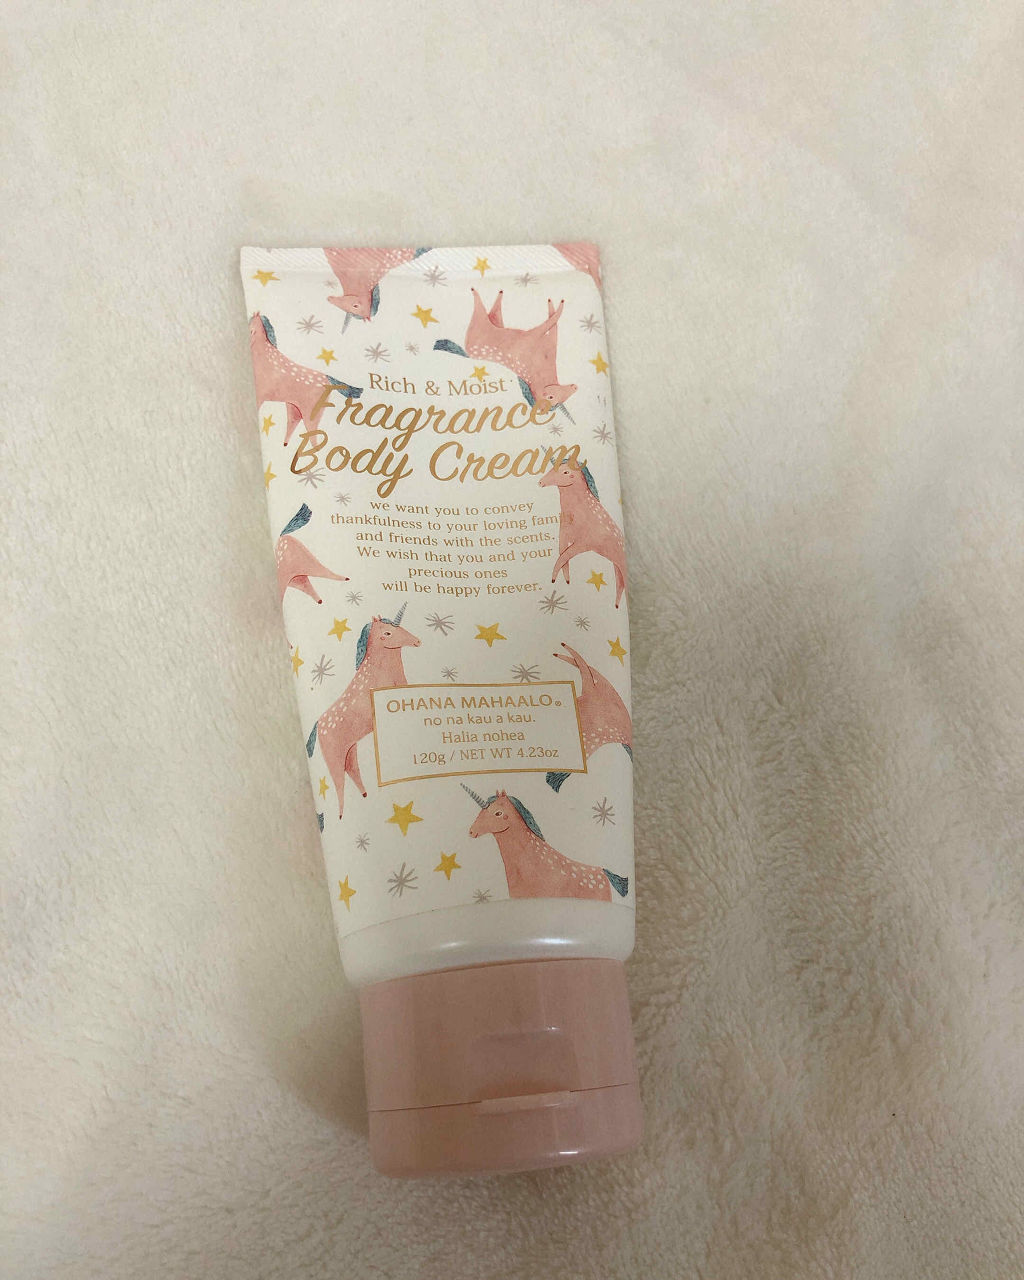 Rich & Moist
Fragrance
Body Cream
we want you to convey
thankfulness to your loving family
and friends with the scents.
We wish that you and your
precious ones
will be happy forever.
OHANA MAHAALO®
no na kau a kau.
Halia nohea
120g / NET WT 4.23oz